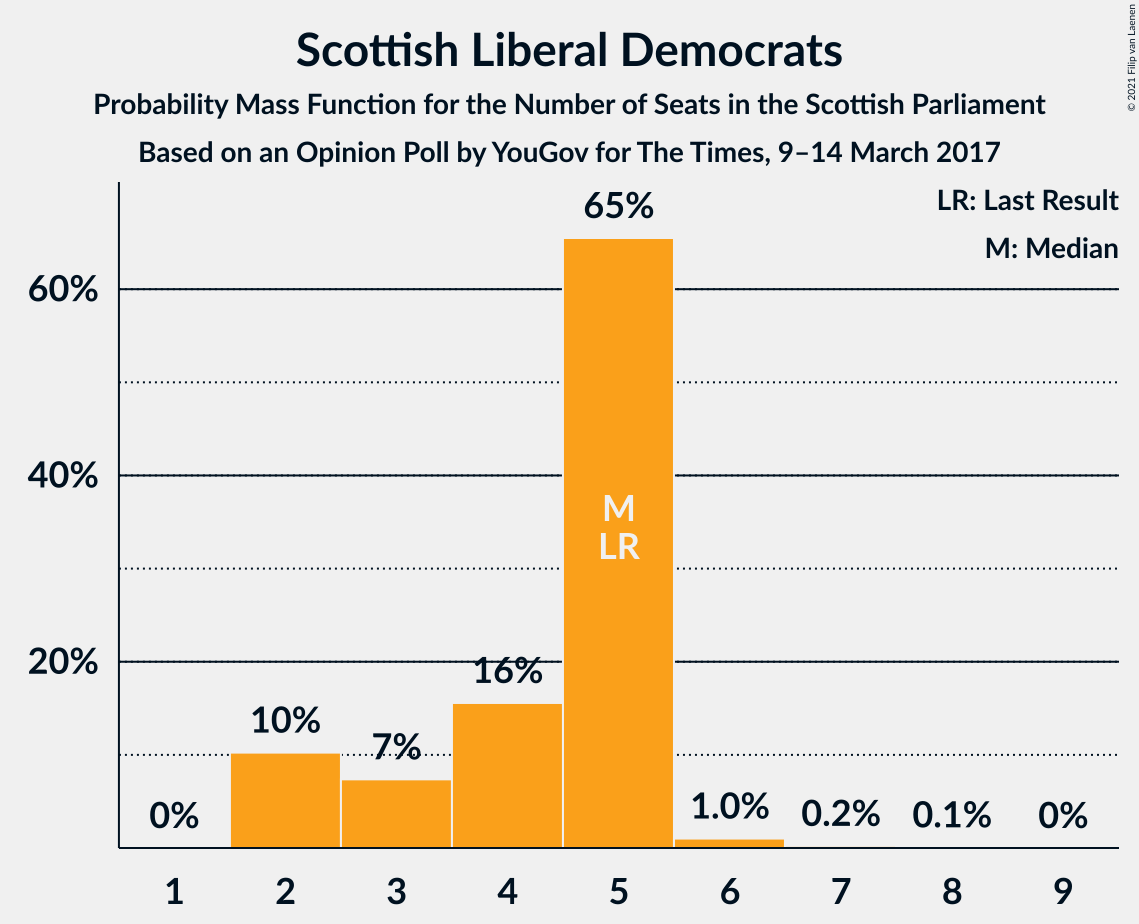 Scottish Liberal Democrats
Probability Mass Function for the Number of Seats in the Scottish Parliament
Based on an Opinion Poll by YouGov for The Times, 9–14 March 2017
© 2021 Filip van Laenen
LR: Last Result
M: Median
65%
60%
40%
20%
M
LR
16%
10%
7%
0%
1.0%
0.2%
0.1%
0%
1 2 3 4 5 6 7 8 9